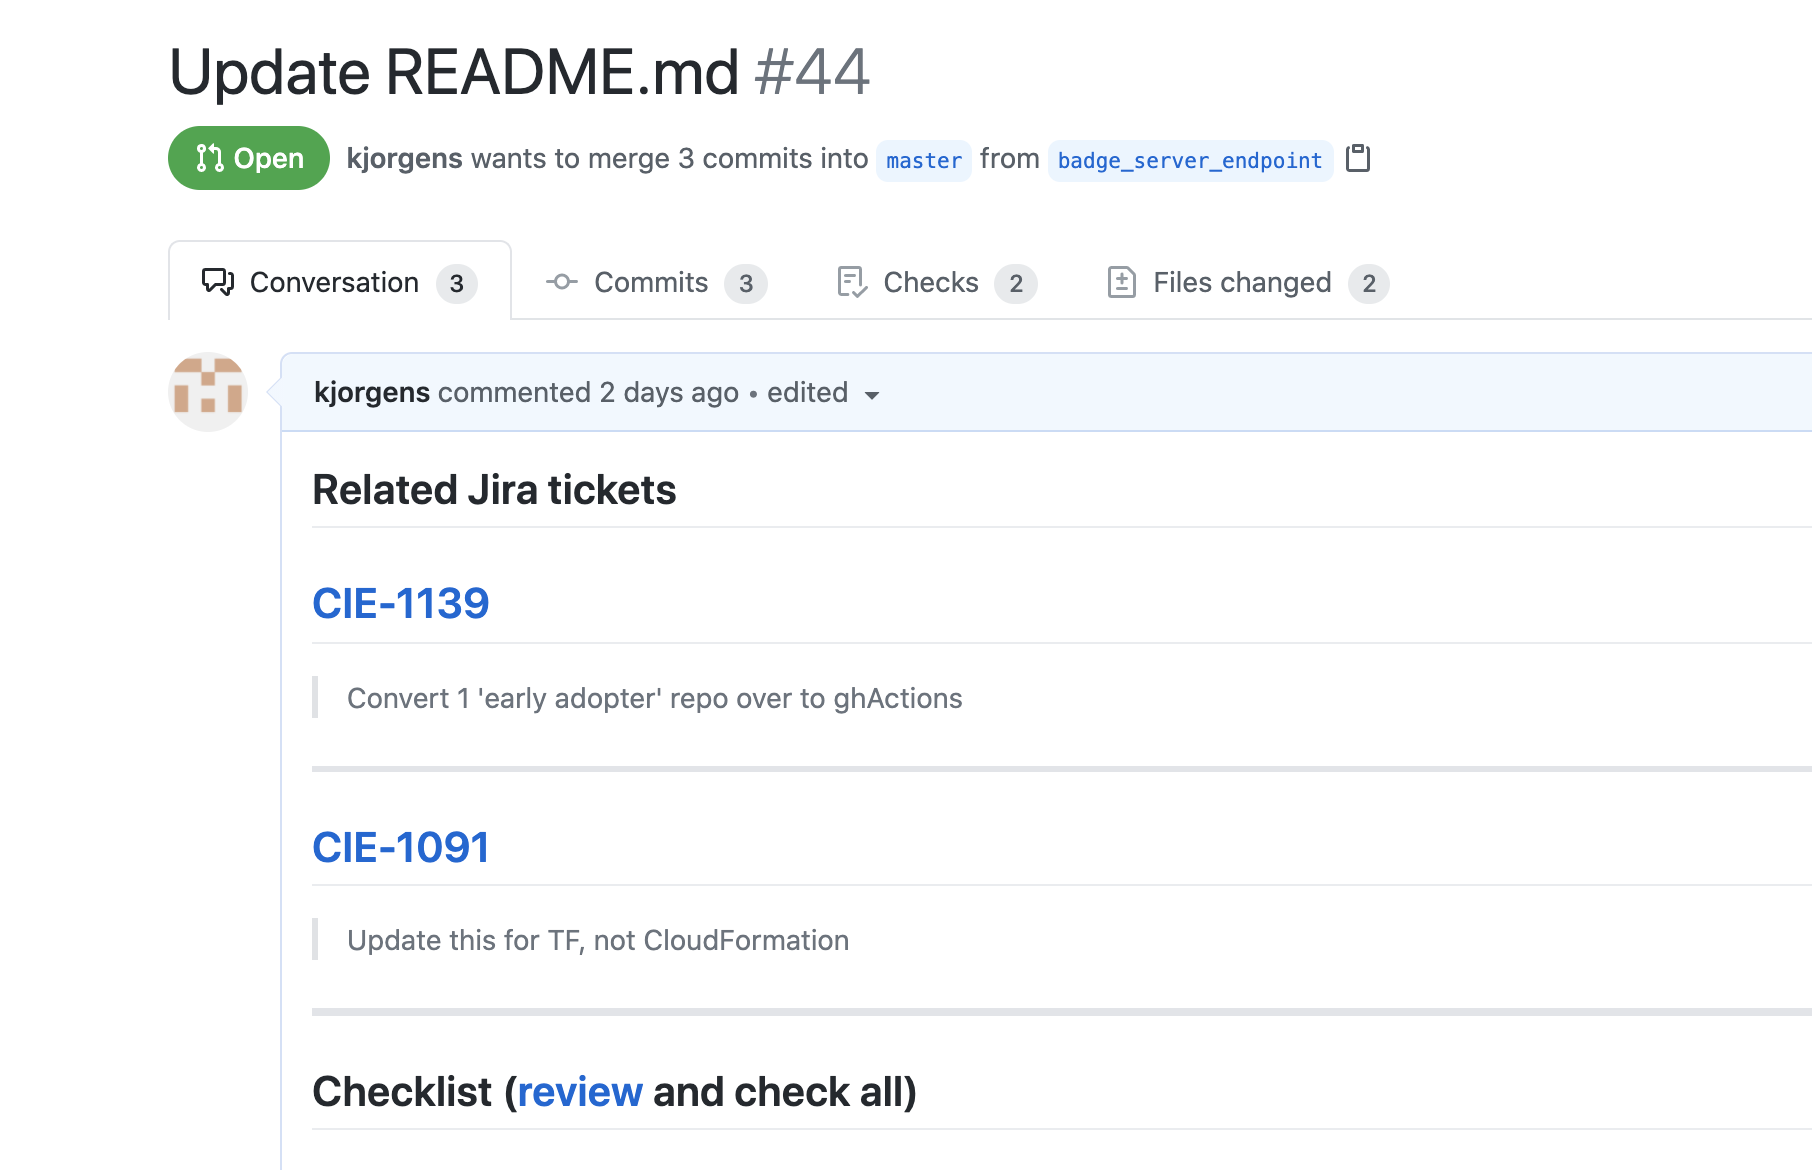 Update README.md #44
Open kjorgens wants to merge 3 commits into master from badge_server_endpoint
Conversation 3 Commits 3 Checks 2 Files changed 2
kjorgens commented 2 days ago • edited
Related Jira tickets
CIE-1139
Convert 1 'early adopter' repo over to ghActions
CIE-1091
Update this for TF, not CloudFormation
Checklist (review and check all)